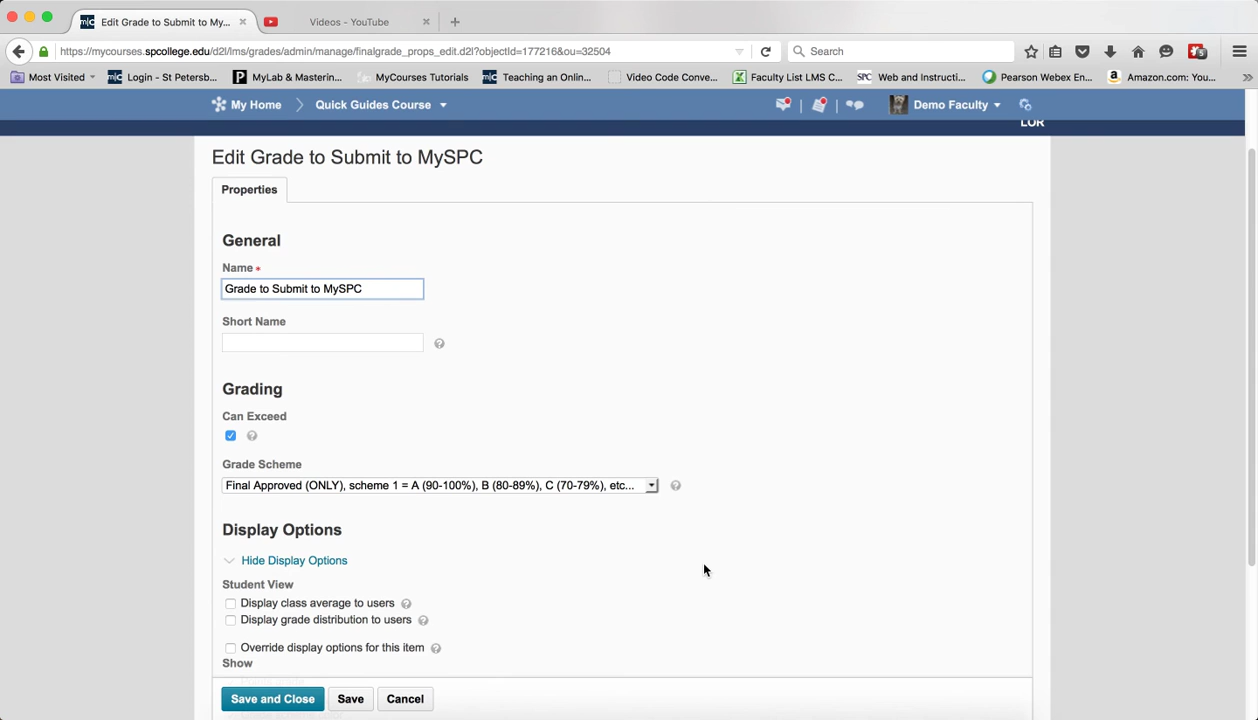 Edit Grade to Submit to My...
Videos - YouTube
https://mycourses.spcollege.edu/d2l/lms/grades/admin/manage/finalgrade_props_edit.d2l?objectId=177216&ou=32504
Search
Most Visited
Login - St Petersb...
MyLab & Masterin...
MyCourses Tutorials
Teaching an Onlin...
Video Code Conve...
Faculty List LMS C...
Web and Instructi...
Pearson Webex En...
Amazon.com: You...
My Home
Quick Guides Course
Demo Faculty
LOR
Edit Grade to Submit to MySPC
Properties
General
Name *
Grade to Submit to MySPC
Short Name
Grading
Can Exceed
Grade Scheme
Final Approved (ONLY), scheme 1 = A (90-100%), B (80-89%), C (70-79%), etc...
Display Options
Hide Display Options
Student View
Display class average to users
Display grade distribution to users
Override display options for this item
Show
Save and Close
Save
Cancel